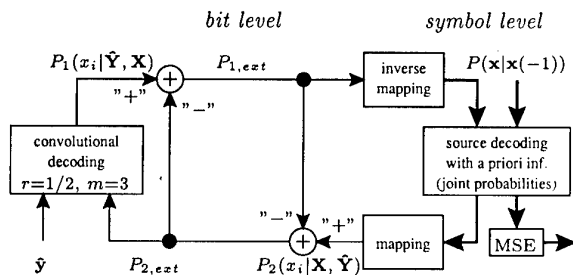 bit level
symbol level
P₁(xᵢ|Ŷ, X)
P₁,ext
P(x|x(-1))
"+"
"−"
inverse
mapping
convolutional
decoding
r=1/2, m=3
source decoding
with a priori inf.
(joint probabilities)
"−"
"+"
mapping
MSE
ŷ
P₂,ext
P₂(xᵢ|X, Ŷ)